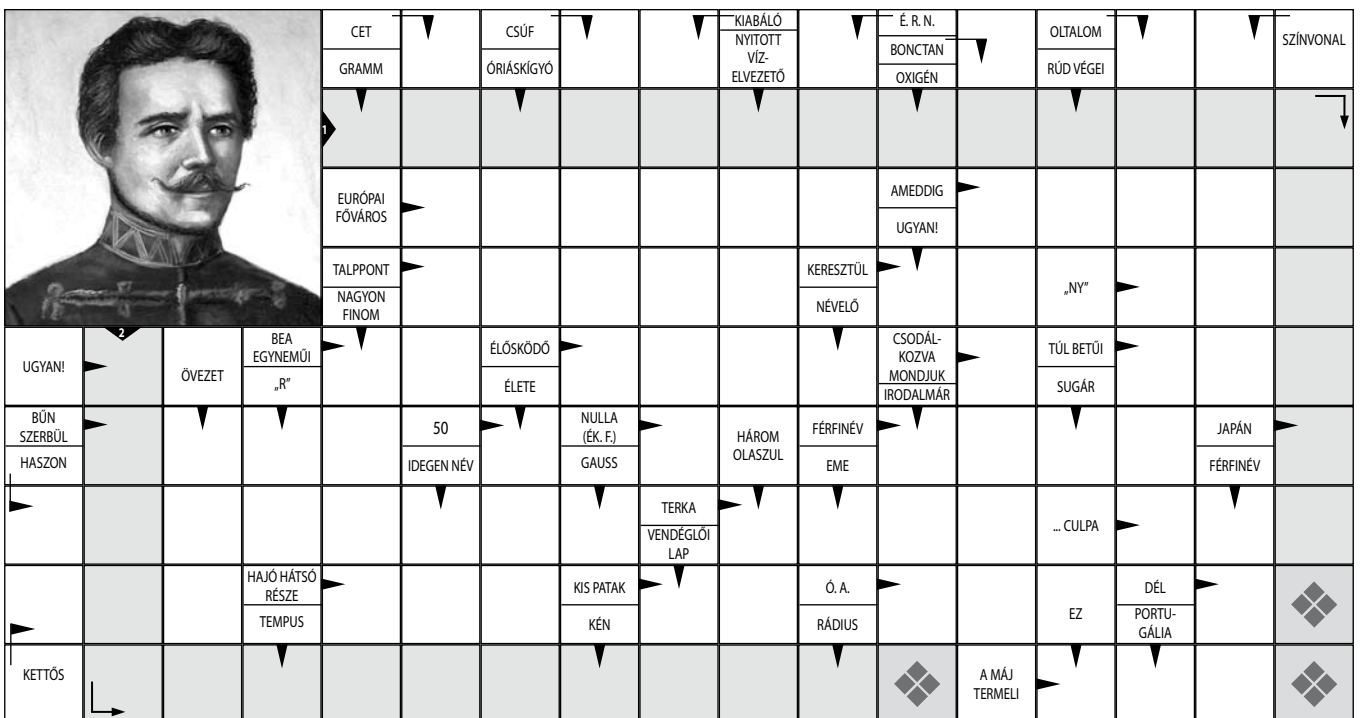 CET
GRAMM
CSÚF
ÓRIÁSKÍGYÓ
KIABÁLÓ
NYITOTT
VÍZ-
ELVEZETŐ
É. R. N.
BONCTAN
OXIGÉN
OLTALOM
RÚD VÉGEI
SZÍNVONAL
1
EURÓPAI
FŐVÁROS
AMEDDIG
UGYAN!
TALPPONT
NAGYON
FINOM
KERESZTÜL
NÉVELŐ
„NY”
UGYAN!
2
ÖVEZET
BEA
EGYNEMŰI
„R”
ÉLŐSKÖDŐ
ÉLETE
CSODÁL-
KOZVA
MONDJUK
IRODALMÁR
TÚL BETŰI
SUGÁR
BŰN
SZERBÜL
HASZON
50
IDEGEN NÉV
NULLA
(ÉK. F.)
GAUSS
HÁROM
OLASZUL
FÉRFINÉV
EME
JAPÁN
FÉRFINÉV
TERKA
VENDÉGLŐI
LAP
... CULPA
HAJÓ HÁTSÓ
RÉSZE
TEMPUS
KIS PATAK
KÉN
Ó. A.
RÁDIUS
EZ
DÉL
PORTU-
GÁLIA
KETTŐS
A MÁJ
TERMELI